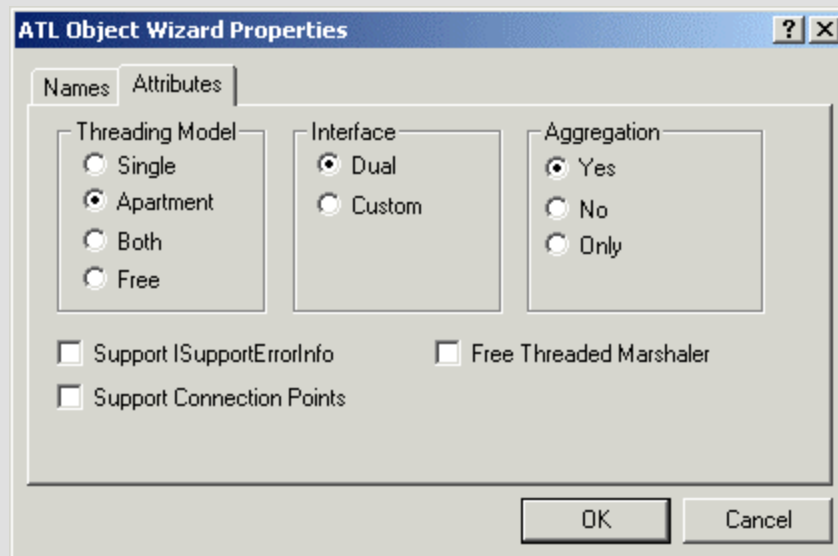 ATL Object Wizard Properties
Names Attributes
Threading Model Interface Aggregation
Single Dual Yes
Apartment Custom No
Both Only
Free
Support ISupportErrorInfo Free Threaded Marshaler
Support Connection Points
OK Cancel